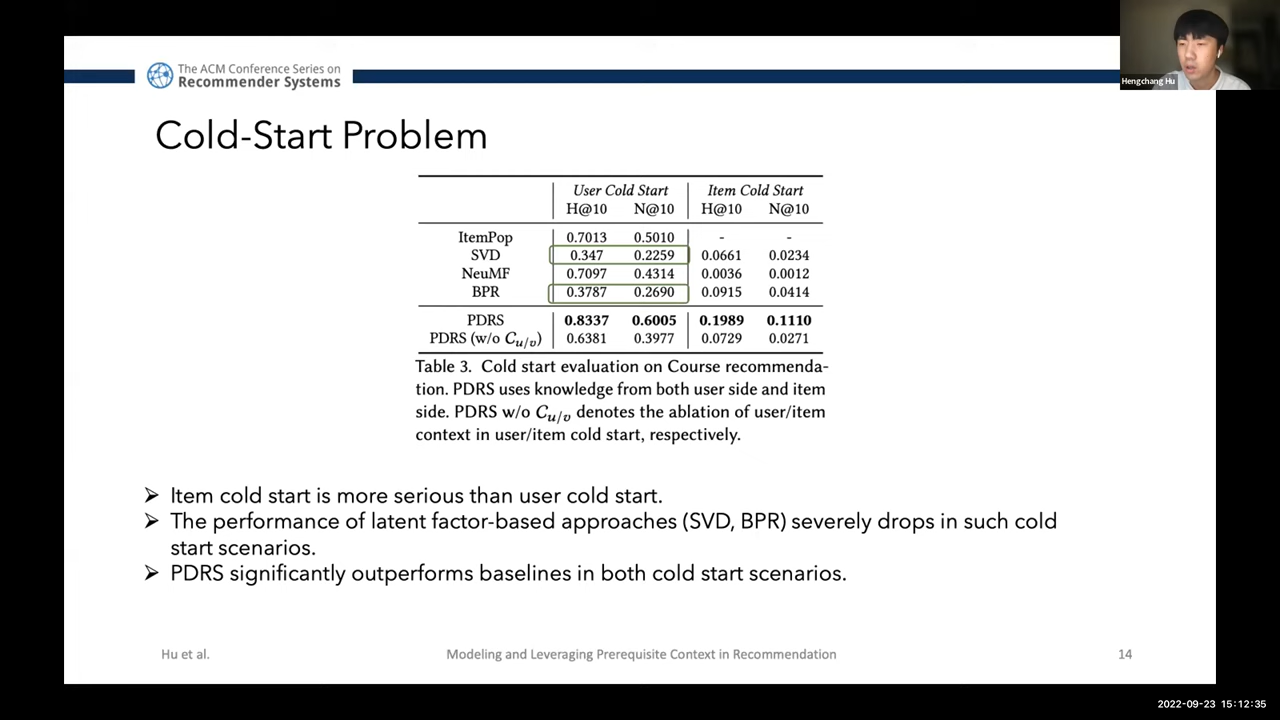 Hengchang Hu
The ACM Conference Series on
Recommender Systems
Cold-Start Problem
User Cold Start Item Cold Start
H@10 N@10 H@10 N@10
ItemPop 0.7013 0.5010 - -
SVD 0.347 0.2259 0.0661 0.0234
NeuMF 0.7097 0.4314 0.0036 0.0012
BPR 0.3787 0.2690 0.0915 0.0414
PDRS 0.8337 0.6005 0.1989 0.1110
PDRS (w/o Cu/v) 0.6381 0.3977 0.0729 0.0271
Table 3. Cold start evaluation on Course recommenda-
tion. PDRS uses knowledge from both user side and item
side. PDRS w/o Cu/v denotes the ablation of user/item
context in user/item cold start, respectively.
➢ Item cold start is more serious than user cold start.
➢ The performance of latent factor-based approaches (SVD, BPR) severely drops in such cold
start scenarios.
➢ PDRS significantly outperforms baselines in both cold start scenarios.
Hu et al. Modeling and Leveraging Prerequisite Context in Recommendation 14
2022-09-23 15:12:35